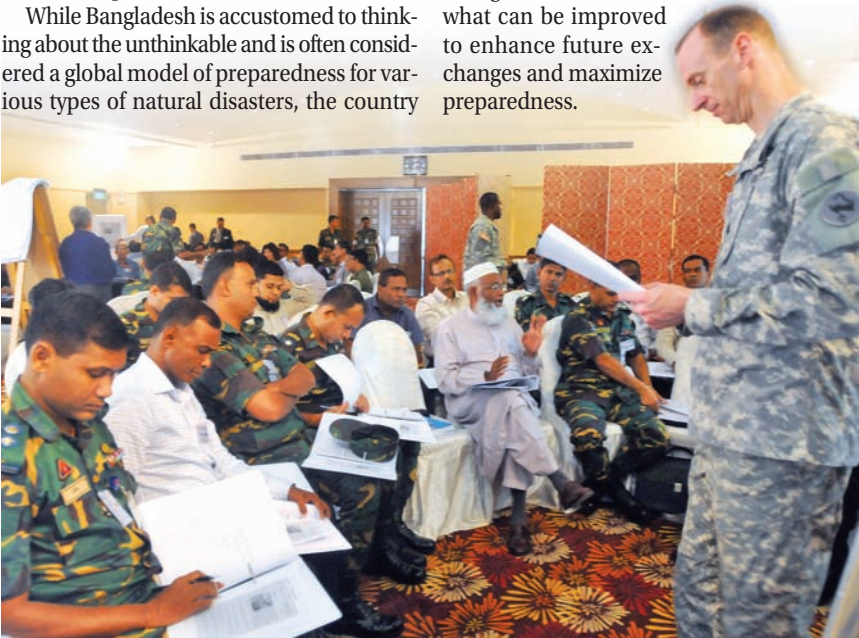 While Bangladesh is accustomed to think-
ing about the unthinkable and is often consid-
ered a global model of preparedness for var-
ious types of natural disasters, the country
what can be improved
to enhance future ex-
changes and maximize
preparedness.